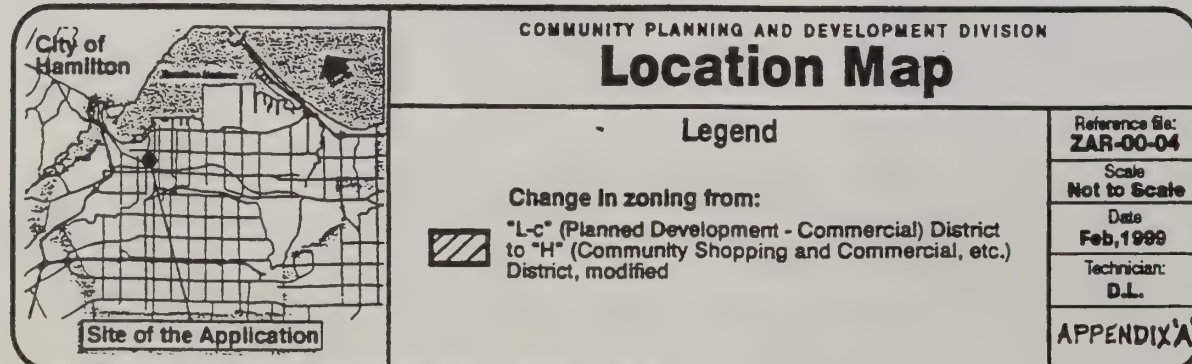 City of
Hamilton
Site of the Application
COMMUNITY PLANNING AND DEVELOPMENT DIVISION
Location Map
Legend
Change in zoning from:
"L-c" (Planned Development - Commercial) District
to "H" (Community Shopping and Commercial, etc.)
District, modified
Reference file:
ZAR-00-04
Scale
Not to Scale
Date
Feb,1999
Technician:
D.L.
APPENDIX 'A'